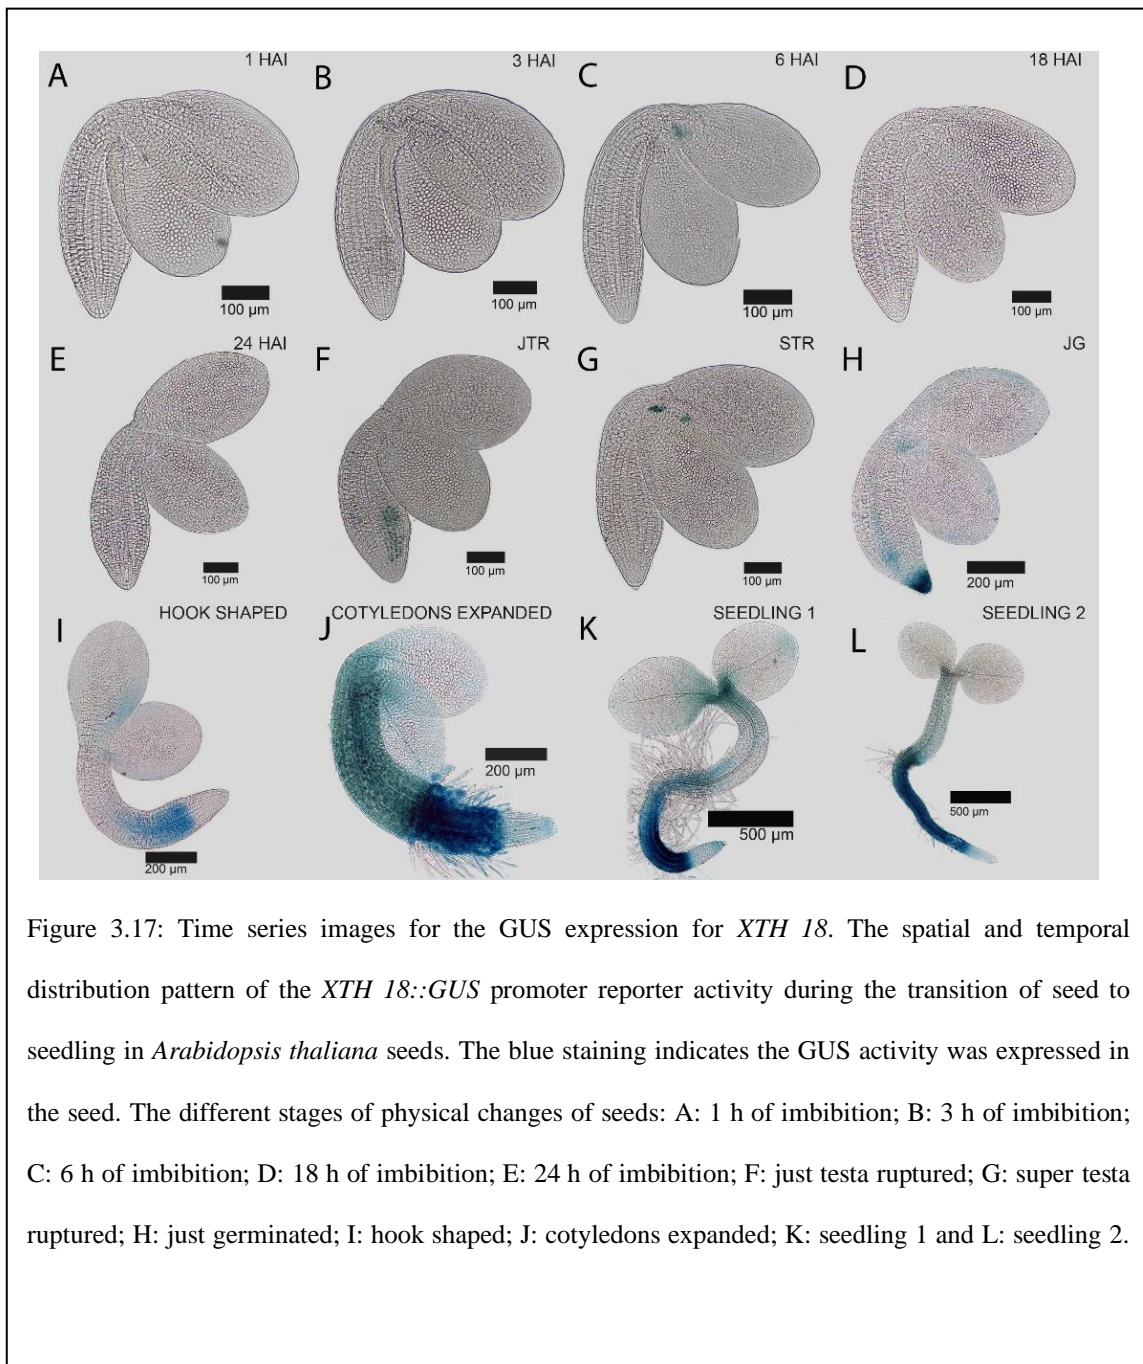 A 1 HAI B 3 HAI C 6 HAI D 18 HAI
100 µm 100 µm 100 µm 100 µm
E 24 HAI F JTR G STR H JG
100 µm 100 µm 100 µm 200 µm
I HOOK SHAPED J COTYLEDONS EXPANDED K SEEDLING 1 L SEEDLING 2
200 µm 200 µm 500 µm 500 µm
Figure 3.17: Time series images for the GUS expression for XTH 18. The spatial and temporal
distribution pattern of the XTH 18::GUS promoter reporter activity during the transition of seed to
seedling in Arabidopsis thaliana seeds. The blue staining indicates the GUS activity was expressed in
the seed. The different stages of physical changes of seeds: A: 1 h of imbibition; B: 3 h of imbibition;
C: 6 h of imbibition; D: 18 h of imbibition; E: 24 h of imbibition; F: just testa ruptured; G: super testa
ruptured; H: just germinated; I: hook shaped; J: cotyledons expanded; K: seedling 1 and L: seedling 2.